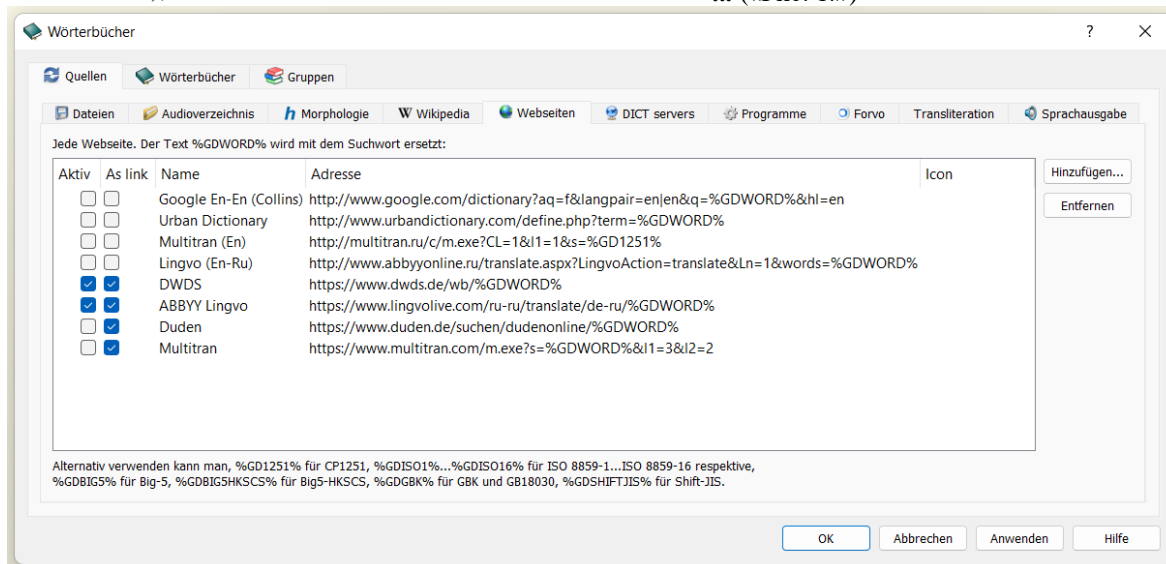 Wörterbücher
Quellen Wörterbücher Gruppen
Dateien Audioverzeichnis Morphologie Wikipedia Webseiten DICT servers Programme Forvo Transliteration Sprachausgabe
Jede Webseite. Der Text %GDWORD% wird mit dem Suchwort ersetzt:
Aktiv As link Name Adresse Icon
Hinzufügen...
Google En-En (Collins) http://www.google.com/dictionary?aq=f&langpair=en|en&q=%GDWORD%&hl=en
Entfernen
Urban Dictionary http://www.urbandictionary.com/define.php?term=%GDWORD%
Multitran (En) http://multitran.ru/c/m.exe?CL=1&l1=1&s=%GD1251%
Lingvo (En-Ru) http://www.abbyyonline.ru/translate.aspx?LingvoAction=translate&Ln=1&words=%GDWORD%
DWDS https://www.dwds.de/wb/%GDWORD%
ABBYY Lingvo https://www.lingvolive.com/ru-ru/translate/de-ru/%GDWORD%
Duden https://www.duden.de/suchen/dudenonline/%GDWORD%
Multitran https://www.multitran.com/m.exe?s=%GDWORD%&l1=3&l2=2
Alternativ verwenden kann man, %GD1251% für CP1251, %GDISO1%...%GDISO16% für ISO 8859-1...ISO 8859-16 respektive,
%GDBIG5% für Big-5, %GDBIG5HKSCS% für Big5-HKSCS, %GDGBK% für GBK und GB18030, %GDSHIFTJIS% für Shift-JIS.
OK Abbrechen Anwenden Hilfe